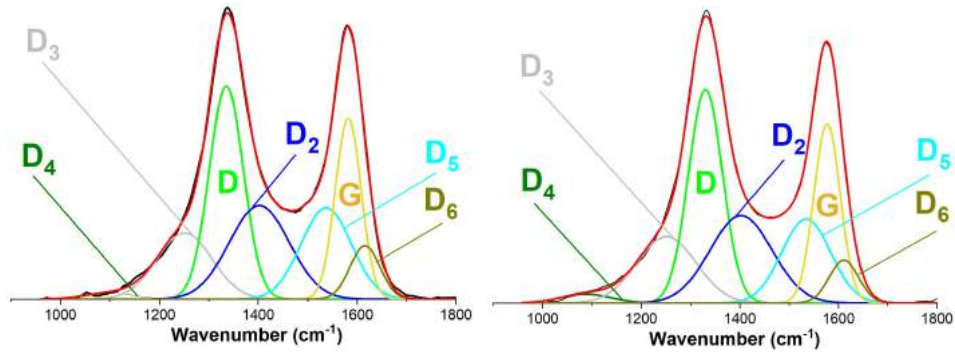 D₃
D₄
D
D₂
G
D₅
D₆
1000 1200 1400 1600 1800
Wavenumber (cm⁻¹)
D₃
D₄
D
D₂
G
D₅
D₆
1000 1200 1400 1600 1800
Wavenumber (cm⁻¹)